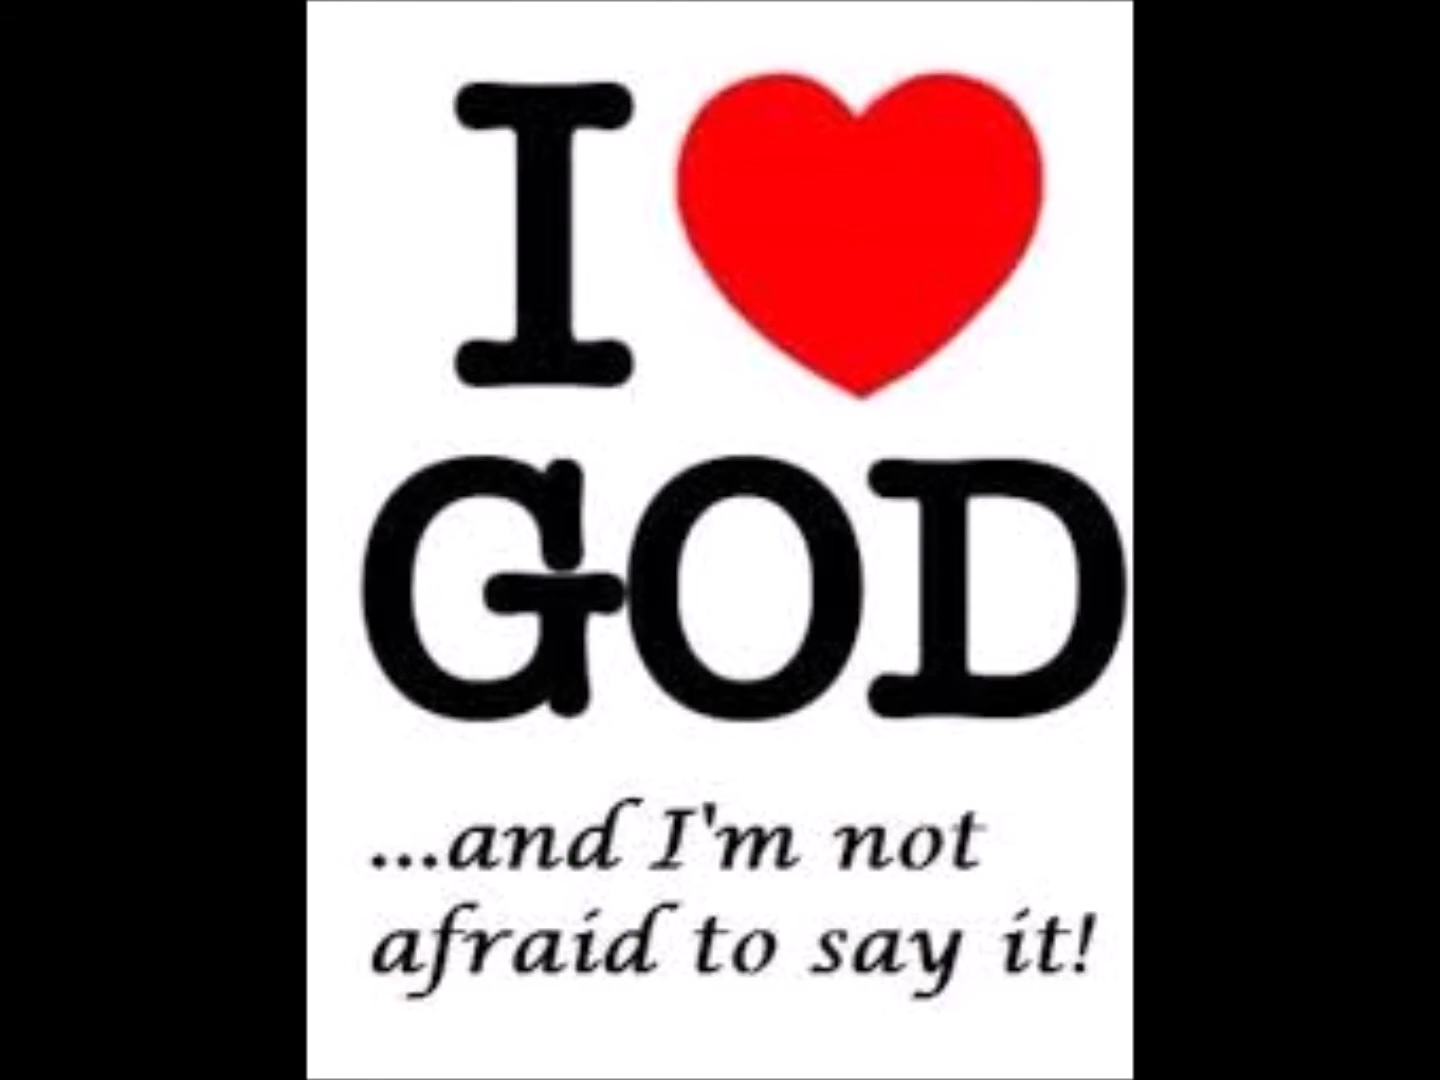 I ❤
GOD
...and I'm not
afraid to say it!